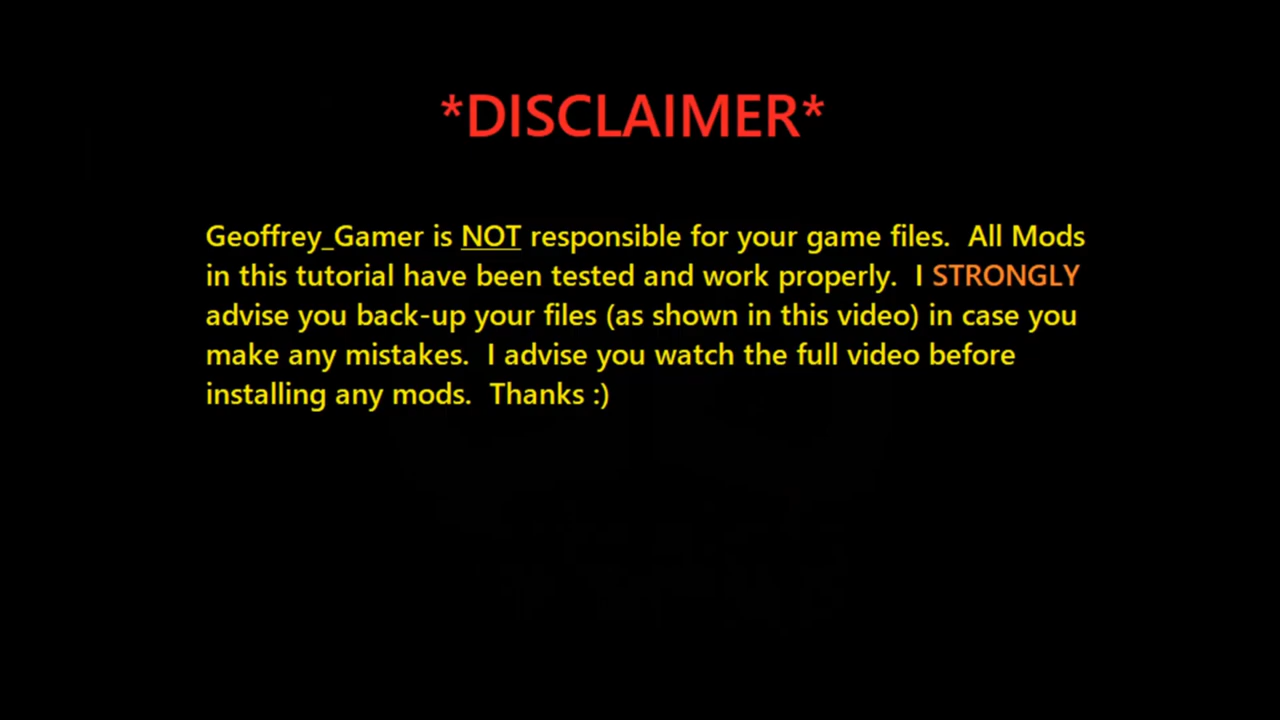 *DISCLAIMER*
Geoffrey_Gamer is NOT responsible for your game files.  All Mods
in this tutorial have been tested and work properly.  I STRONGLY
advise you back-up your files (as shown in this video) in case you
make any mistakes.  I advise you watch the full video before
installing any mods.  Thanks :)